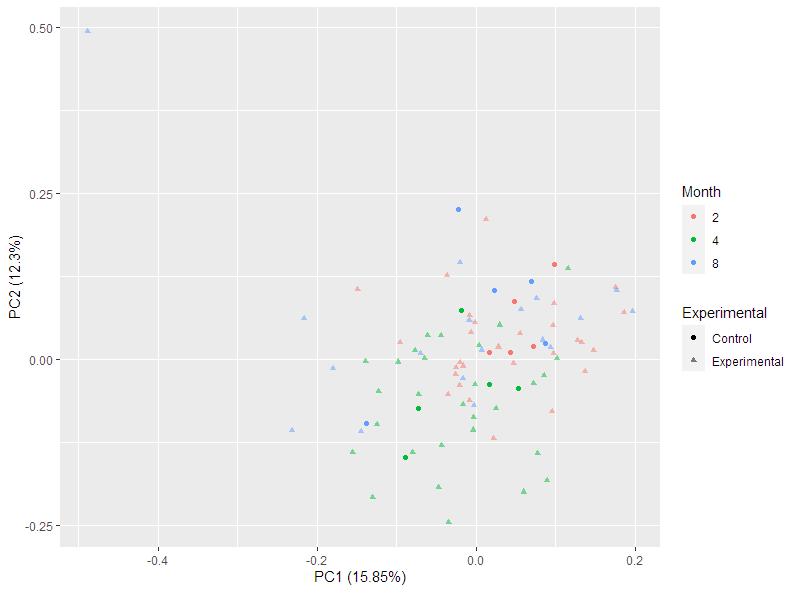 0.50
0.25
0.00
-0.25
PC2 (12.3%)
-0.4
-0.2
0.0
0.2
PC1 (15.85%)
Month
2
4
8
Experimental
Control
Experimental